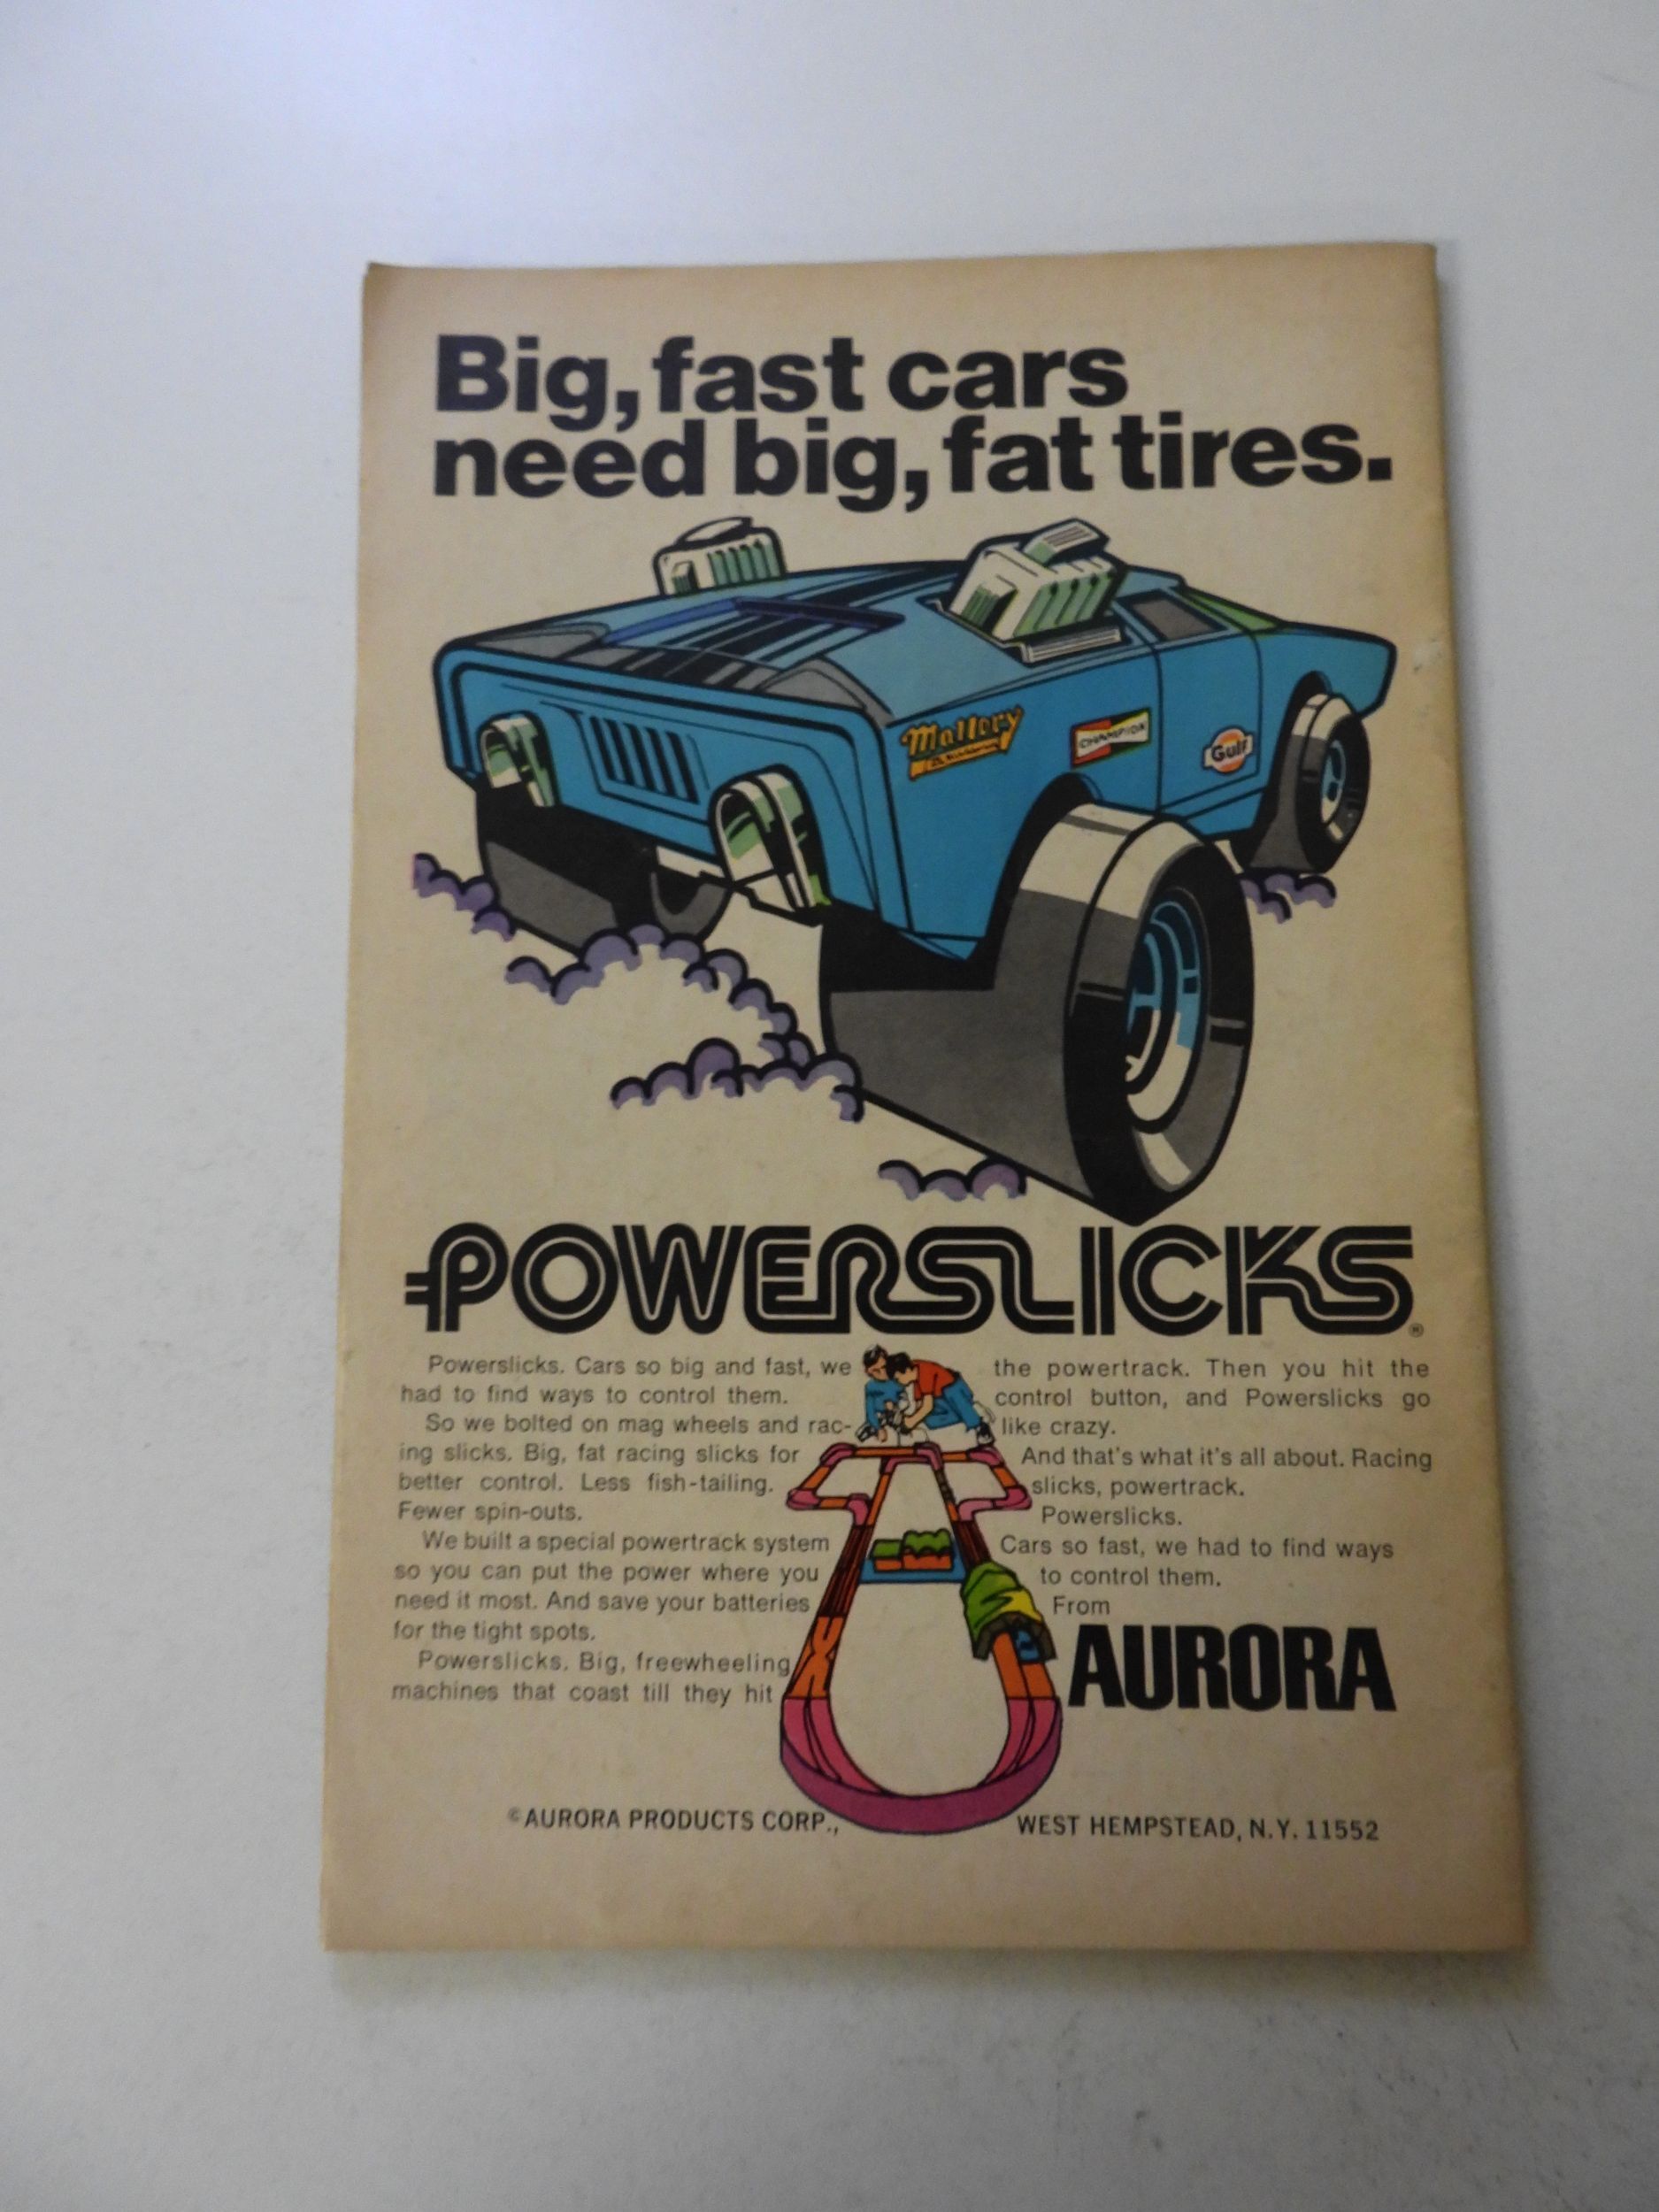 Big, fast cars
need big, fat tires.
Mallory
CHAMPION
Gulf
POWERSLICKS®
Powerslicks. Cars so big and fast, we
had to find ways to control them.
So we bolted on mag wheels and rac-
ing slicks. Big, fat racing slicks for
better control. Less fish-tailing.
Fewer spin-outs.
We built a special powertrack system
so you can put the power where you
need it most. And save your batteries
for the tight spots.
Powerslicks. Big, freewheeling
machines that coast till they hit
the powertrack. Then you hit the
control button, and Powerslicks go
like crazy.
And that's what it's all about. Racing
slicks, powertrack.
Powerslicks.
Cars so fast, we had to find ways
to control them.
From
AURORA
©AURORA PRODUCTS CORP., WEST HEMPSTEAD, N.Y. 11552